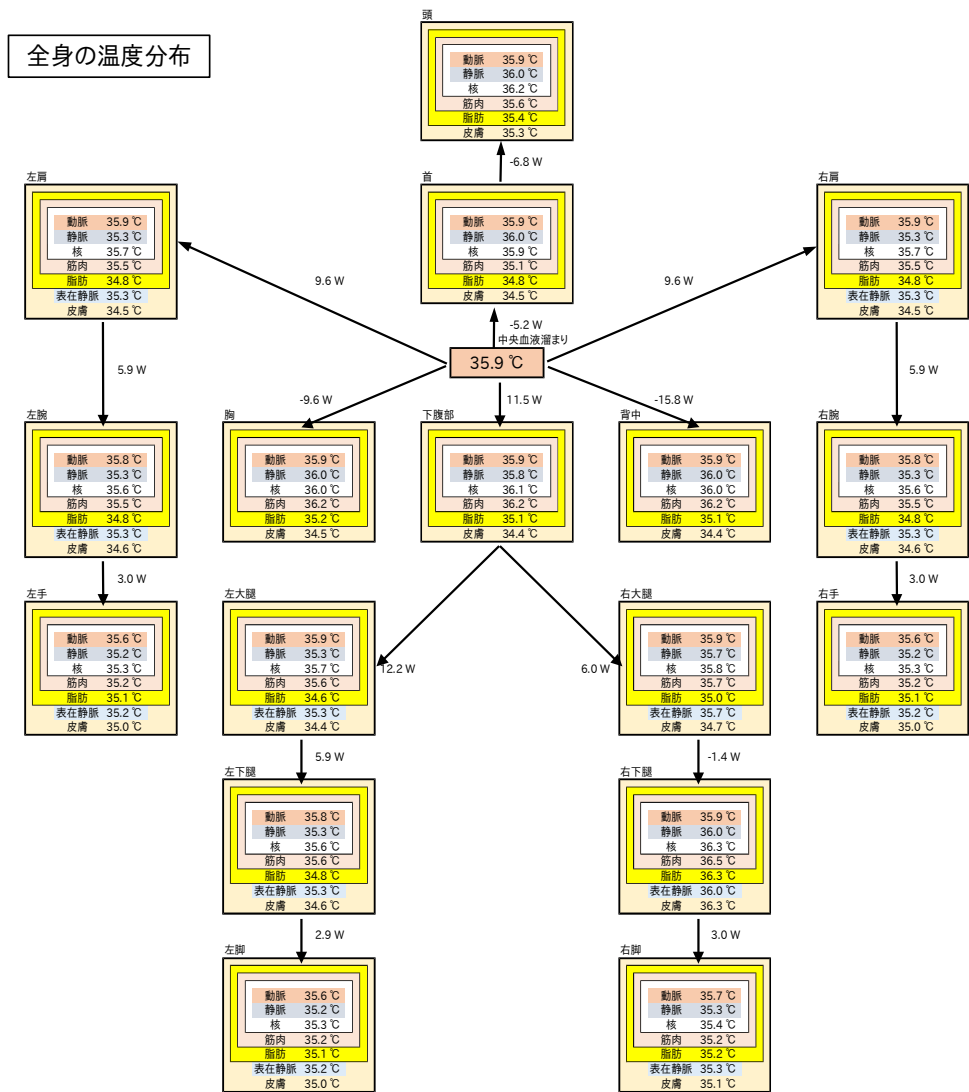 全身の温度分布
頭
動脈 35.9 ℃
静脈 36.0 ℃
核 36.2 ℃
筋肉 35.6 ℃
脂肪 35.4 ℃
皮膚 35.3 ℃
-6.8 W
左肩
動脈 35.9 ℃
静脈 35.3 ℃
核 35.7 ℃
筋肉 35.5 ℃
脂肪 34.8 ℃
表在静脈 35.3 ℃
皮膚 34.5 ℃
首
動脈 35.9 ℃
静脈 36.0 ℃
核 35.9 ℃
筋肉 35.1 ℃
脂肪 34.8 ℃
皮膚 34.5 ℃
右肩
動脈 35.9 ℃
静脈 35.3 ℃
核 35.7 ℃
筋肉 35.5 ℃
脂肪 34.8 ℃
表在静脈 35.3 ℃
皮膚 34.5 ℃
9.6 W
9.6 W
-5.2 W
中央血液溜まり
35.9 ℃
5.9 W
-9.6 W
11.5 W
-15.8 W
5.9 W
左腕
動脈 35.8 ℃
静脈 35.3 ℃
核 35.6 ℃
筋肉 35.5 ℃
脂肪 34.8 ℃
表在静脈 35.3 ℃
皮膚 34.6 ℃
胸
動脈 35.9 ℃
静脈 36.0 ℃
核 36.0 ℃
筋肉 36.2 ℃
脂肪 35.2 ℃
皮膚 34.5 ℃
下腹部
動脈 35.9 ℃
静脈 35.8 ℃
核 36.1 ℃
筋肉 36.2 ℃
脂肪 35.1 ℃
皮膚 34.4 ℃
背中
動脈 35.9 ℃
静脈 36.0 ℃
核 36.0 ℃
筋肉 36.2 ℃
脂肪 35.1 ℃
皮膚 34.4 ℃
右腕
動脈 35.8 ℃
静脈 35.3 ℃
核 35.6 ℃
筋肉 35.5 ℃
脂肪 34.8 ℃
表在静脈 35.3 ℃
皮膚 34.6 ℃
3.0 W
3.0 W
左手
動脈 35.6 ℃
静脈 35.2 ℃
核 35.3 ℃
筋肉 35.2 ℃
脂肪 35.1 ℃
表在静脈 35.2 ℃
皮膚 35.0 ℃
左大腿
動脈 35.9 ℃
静脈 35.3 ℃
核 35.7 ℃
筋肉 35.6 ℃
脂肪 34.6 ℃
表在静脈 35.3 ℃
皮膚 34.4 ℃
12.2 W
6.0 W
右大腿
動脈 35.9 ℃
静脈 35.7 ℃
核 35.8 ℃
筋肉 35.7 ℃
脂肪 35.0 ℃
表在静脈 35.7 ℃
皮膚 34.7 ℃
右手
動脈 35.6 ℃
静脈 35.2 ℃
核 35.3 ℃
筋肉 35.2 ℃
脂肪 35.1 ℃
表在静脈 35.2 ℃
皮膚 35.0 ℃
5.9 W
-1.4 W
左下腿
動脈 35.8 ℃
静脈 35.3 ℃
核 35.6 ℃
筋肉 35.6 ℃
脂肪 34.8 ℃
表在静脈 35.3 ℃
皮膚 34.6 ℃
右下腿
動脈 35.9 ℃
静脈 36.0 ℃
核 36.3 ℃
筋肉 36.5 ℃
脂肪 36.3 ℃
表在静脈 36.0 ℃
皮膚 36.3 ℃
2.9 W
3.0 W
左脚
動脈 35.6 ℃
静脈 35.2 ℃
核 35.3 ℃
筋肉 35.2 ℃
脂肪 35.1 ℃
表在静脈 35.2 ℃
皮膚 35.0 ℃
右脚
動脈 35.7 ℃
静脈 35.3 ℃
核 35.4 ℃
筋肉 35.2 ℃
脂肪 35.2 ℃
表在静脈 35.3 ℃
皮膚 35.1 ℃